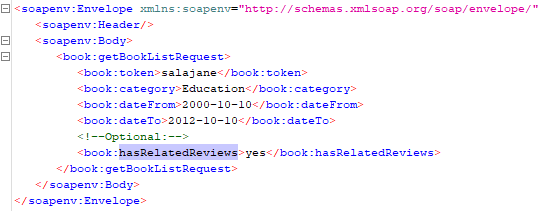 <soapenv:Envelope xmlns:soapenv="http://schemas.xmlsoap.org/soap/envelope/"
<soapenv:Header/>
<soapenv:Body>
<book:getBookListRequest>
<book:token>salajane</book:token>
<book:category>Education</book:category>
<book:dateFrom>2000-10-10</book:dateFrom>
<book:dateTo>2012-10-10</book:dateTo>
<!--Optional:-->
<book:hasRelatedReviews>yes</book:hasRelatedReviews>
</book:getBookListRequest>
</soapenv:Body>
</soapenv:Envelope>